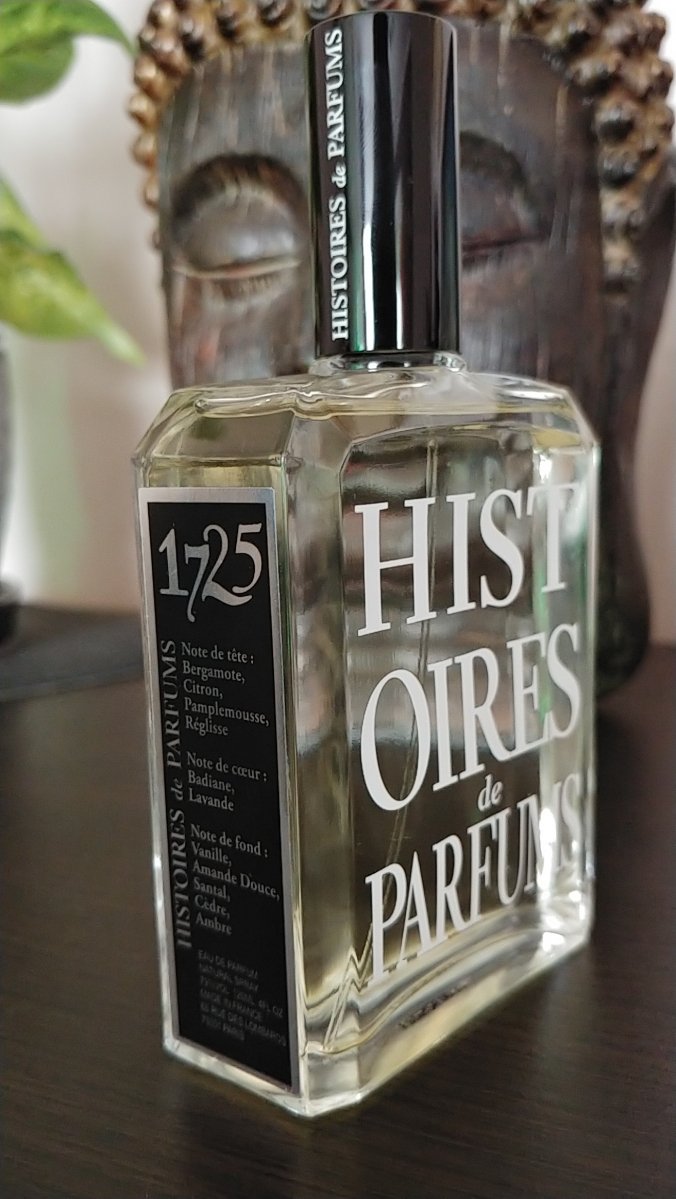 HISTOIRES de PARFUMS
1725
HISTOIRES de PARFUMS
Note de tête :
Bergamote,
Citron,
Pamplemousse,
Réglisse
Note de cœur :
Badiane,
Lavande
Note de fond :
Vanille,
Amande Douce,
Santal,
Cèdre,
Ambre
EAU DE PARFUM
NATURAL SPRAY
MADE IN FRANCE
75001 PARIS
HIST
OIRES
de
PARFUMS